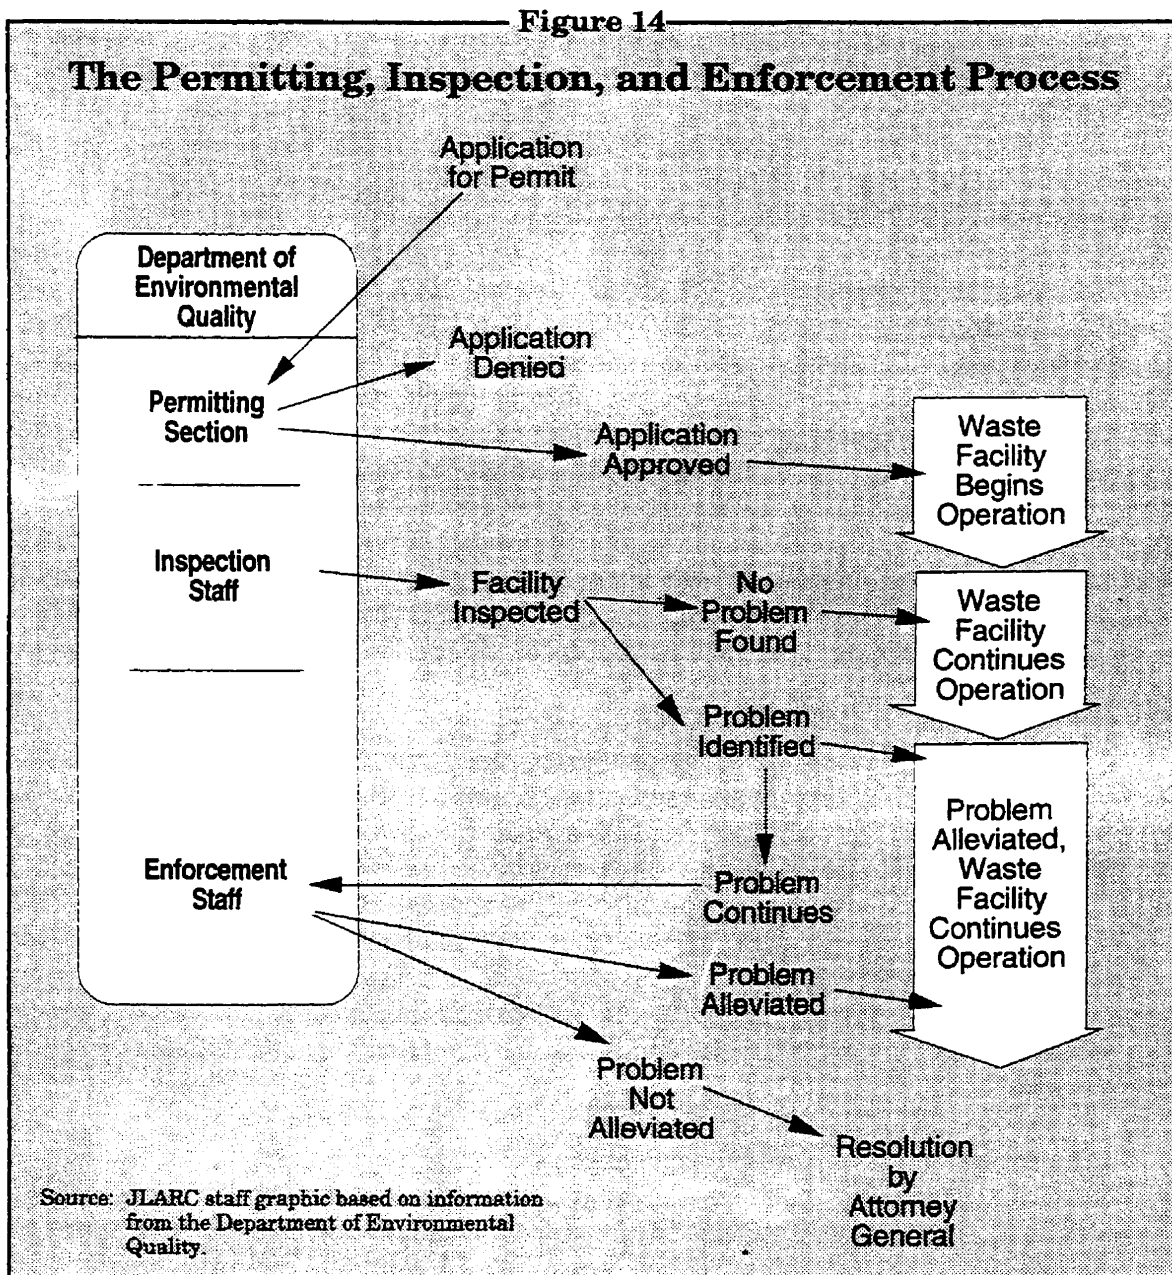 Figure 14
The Permitting, Inspection, and Enforcement Process
Application
for Permit
Department of
Environmental
Quality
Application
Denied
Permitting
Section
Application
Approved
Waste
Facility
Begins
Operation
Inspection
Staff
Facility
Inspected
No
Problem
Found
Waste
Facility
Continues
Operation
Problem
Identified
Problem
Alleviated,
Waste
Facility
Continues
Operation
Enforcement
Staff
Problem
Continues
Problem
Alleviated
Problem
Not
Alleviated
Resolution
by
Attorney
General
Source: JLARC staff graphic based on information
from the Department of Environmental
Quality.